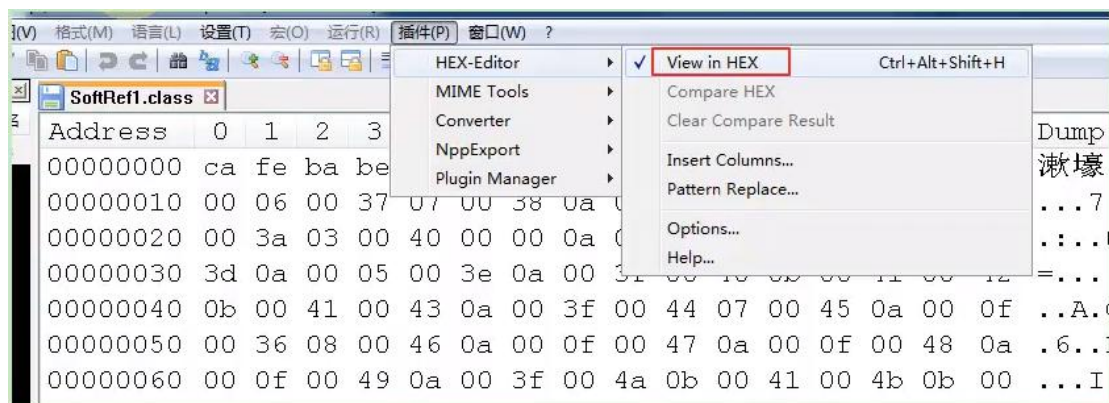 (V) 格式(M) 语言(L) 设置(T) 宏(O) 运行(R) 插件(P) 窗口(W) ?
HEX-Editor
View in HEX Ctrl+Alt+Shift+H
MIME Tools
Compare HEX
Converter
Clear Compare Result
NppExport
Insert Columns...
Plugin Manager
Pattern Replace...
Options...
Help...
SoftRef1.class
Address 0 1 2 3 Dump
00000000 ca fe ba be 漱壕
00000010 00 06 00 37 07 00 38 0a ...7
00000020 00 3a 03 00 40 00 00 0a .:..
00000030 3d 0a 00 05 00 3e 0a 00 =...
00000040 0b 00 41 00 43 0a 00 3f 00 44 07 00 45 0a 00 0f ..A.
00000050 00 36 08 00 46 0a 00 0f 00 47 0a 00 0f 00 48 0a .6..
00000060 00 0f 00 49 0a 00 3f 00 4a 0b 00 41 00 4b 0b 00 ...I